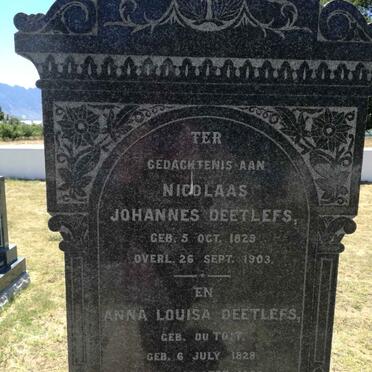 TER
GEDACHTENIS AAN
NICOLAAS
JOHANNES DEETLEFS,
GEB. 5 OCT. 1829
OVERL. 26 SEPT. 1903.
EN
ANNA LOUISA DEETLEFS,
GEB. DU TOIT,
GEB. 6 JULY 1828